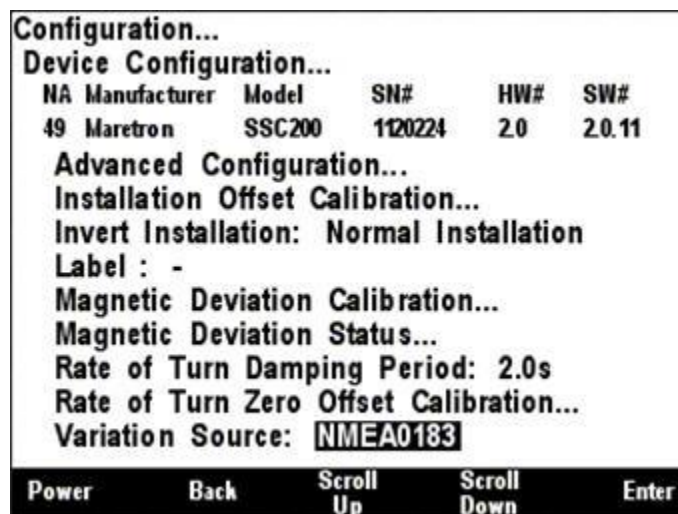 Configuration...
Device Configuration...
NA Manufacturer Model SN# HW# SW#
49 Maretron SSC200 1120224 2.0 2.0.11
Advanced Configuration...
Installation Offset Calibration...
Invert Installation: Normal Installation
Label : -
Magnetic Deviation Calibration...
Magnetic Deviation Status...
Rate of Turn Damping Period: 2.0s
Rate of Turn Zero Offset Calibration...
Variation Source: NMEA0183
Power Back Scroll Up Scroll Down Enter